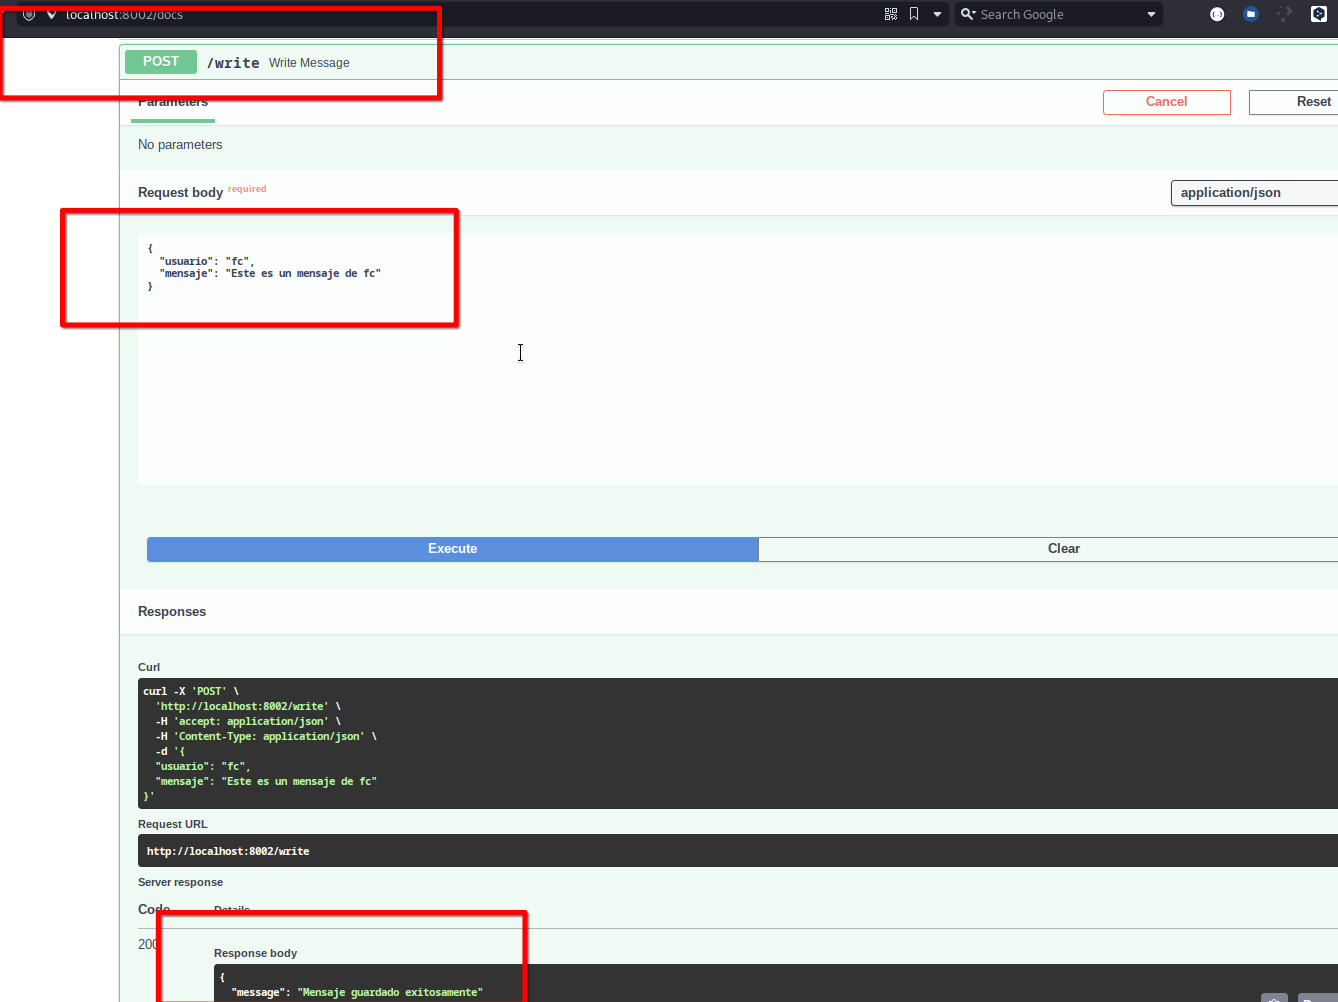 localhost:8002/docs
Search Google
POST /write Write Message
Parameters
Cancel
Reset
No parameters
Request body required
application/json
{
"usuario": "fc",
"mensaje": "Este es un mensaje de fc"
}
Execute
Clear
Responses
Curl
curl -X 'POST' \
'http://localhost:8002/write' \
-H 'accept: application/json' \
-H 'Content-Type: application/json' \
-d '{
"usuario": "fc",
"mensaje": "Este es un mensaje de fc"
}'
Request URL
http://localhost:8002/write
Server response
Code
Details
200
Response body
{
"message": "Mensaje guardado exitosamente"